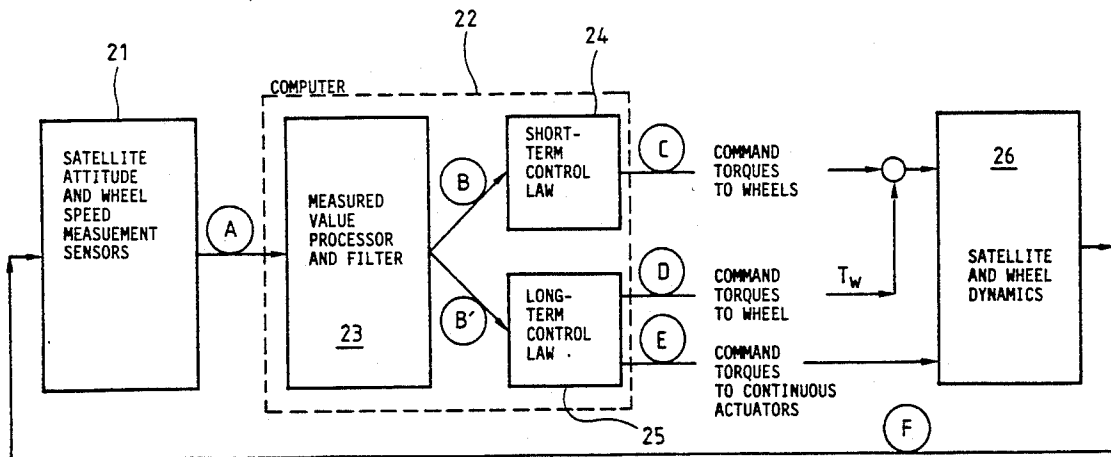 21
22
24
COMPUTER
SATELLITE
ATTITUDE
AND WHEEL
SPEED
MEASUEMENT
SENSORS
A
MEASURED
VALUE
PROCESSOR
AND FILTER
23
B
B'
SHORT-
TERM
CONTROL
LAW
LONG-
TERM
CONTROL
LAW
25
C
COMMAND
TORQUES
TO WHEELS
D
COMMAND
TORQUES
TO WHEEL
Tw
E
COMMAND
TORQUES
TO CONTINUOUS
ACTUATORS
26
SATELLITE
AND WHEEL
DYNAMICS
F